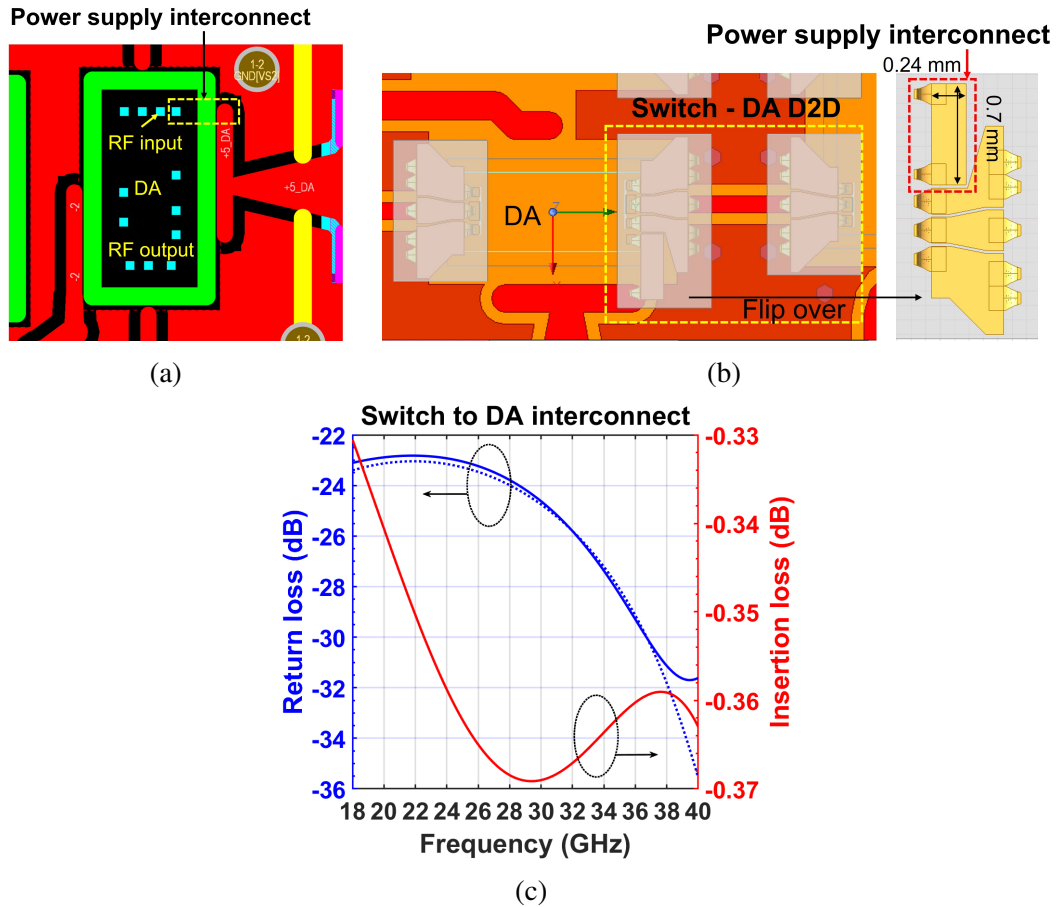 Power supply interconnect
1-2
GND[VS2]
RF input
+5_DA
DA
+5_DA
-2
RF output
-2
1-2
(a)
Power supply interconnect
0.24 mm
Switch - DA D2D
0.7 mm
DA
Z
Flip over
(b)
Switch to DA interconnect
Return loss (dB)
-22
-24
-26
-28
-30
-32
-34
-36
-0.33
-0.34
-0.35
-0.36
-0.37
Insertion loss (dB)
18 20 22 24 26 28 30 32 34 36 38 40
Frequency (GHz)
(c)